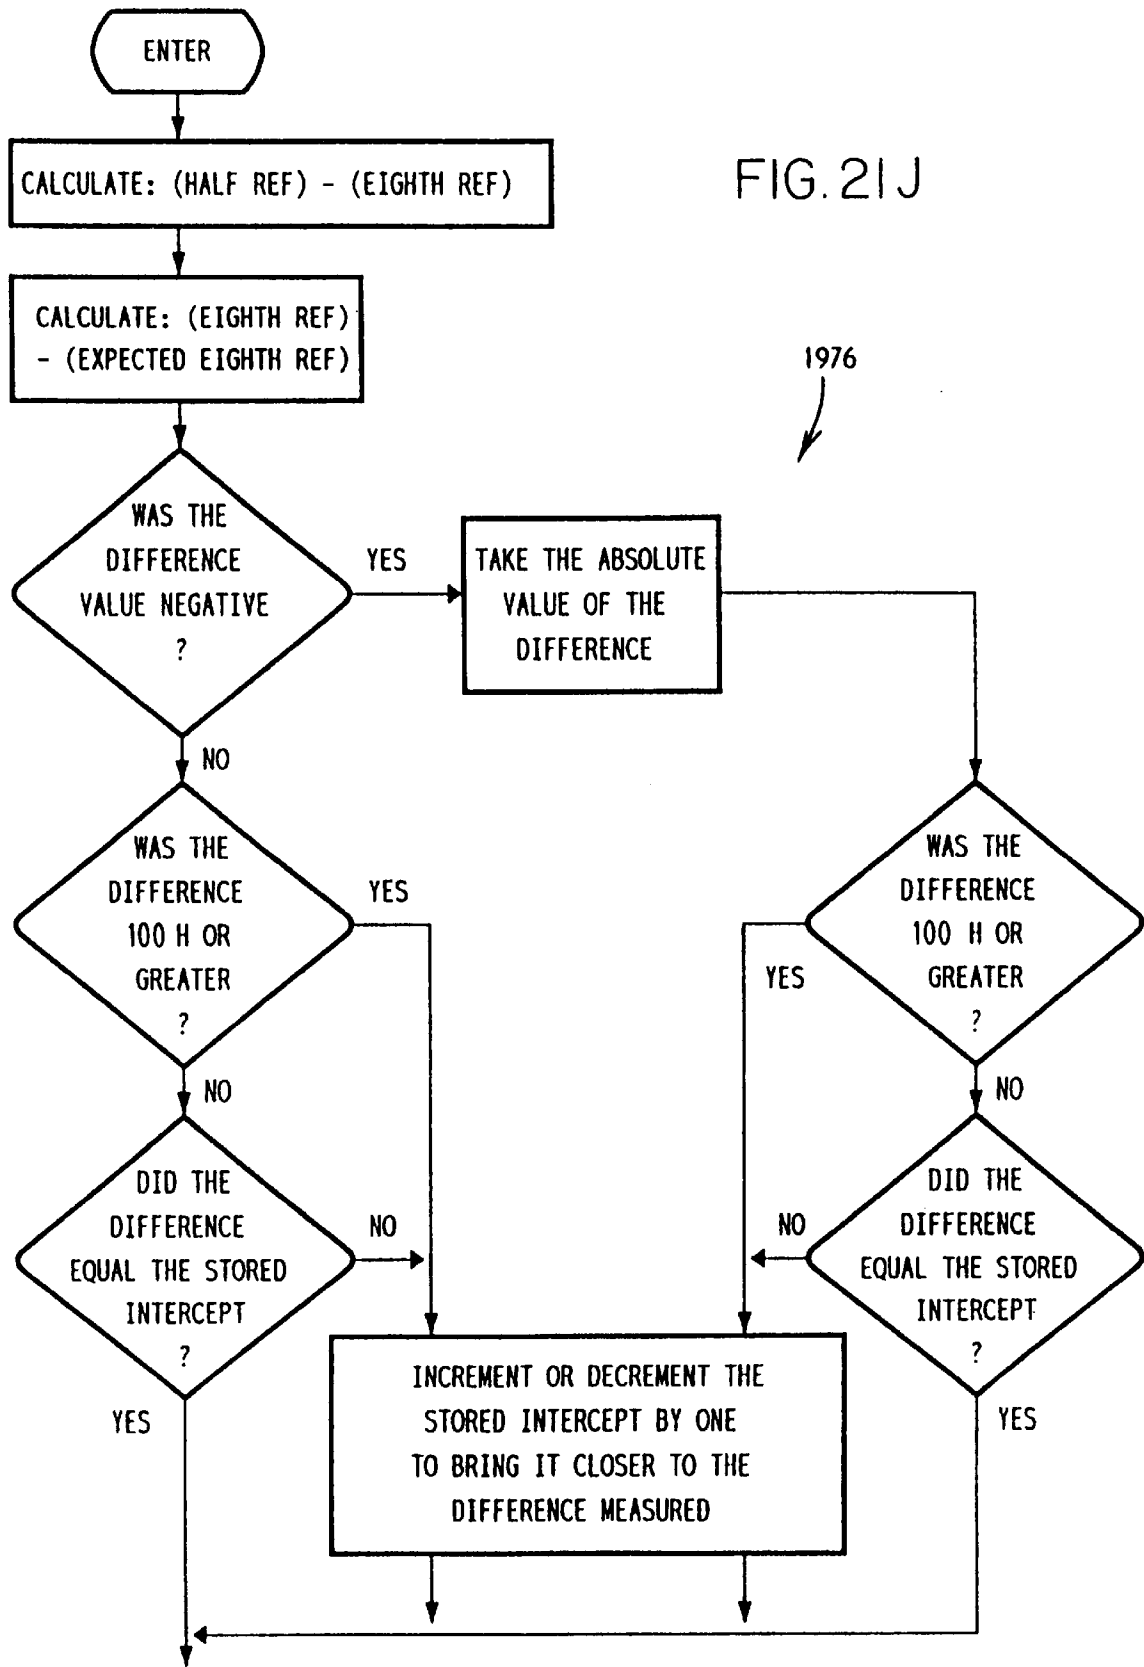 ENTER
CALCULATE: (HALF REF) - (EIGHTH REF)
FIG. 21J
CALCULATE: (EIGHTH REF)
- (EXPECTED EIGHTH REF)
1976
WAS THE
DIFFERENCE
VALUE NEGATIVE
?
YES
TAKE THE ABSOLUTE
VALUE OF THE
DIFFERENCE
NO
WAS THE
DIFFERENCE
100 H OR
GREATER
?
YES
WAS THE
DIFFERENCE
100 H OR
GREATER
?
YES
NO
NO
DID THE
DIFFERENCE
EQUAL THE STORED
INTERCEPT
?
NO
YES
DID THE
DIFFERENCE
EQUAL THE STORED
INTERCEPT
?
NO
YES
INCREMENT OR DECREMENT THE
STORED INTERCEPT BY ONE
TO BRING IT CLOSER TO THE
DIFFERENCE MEASURED